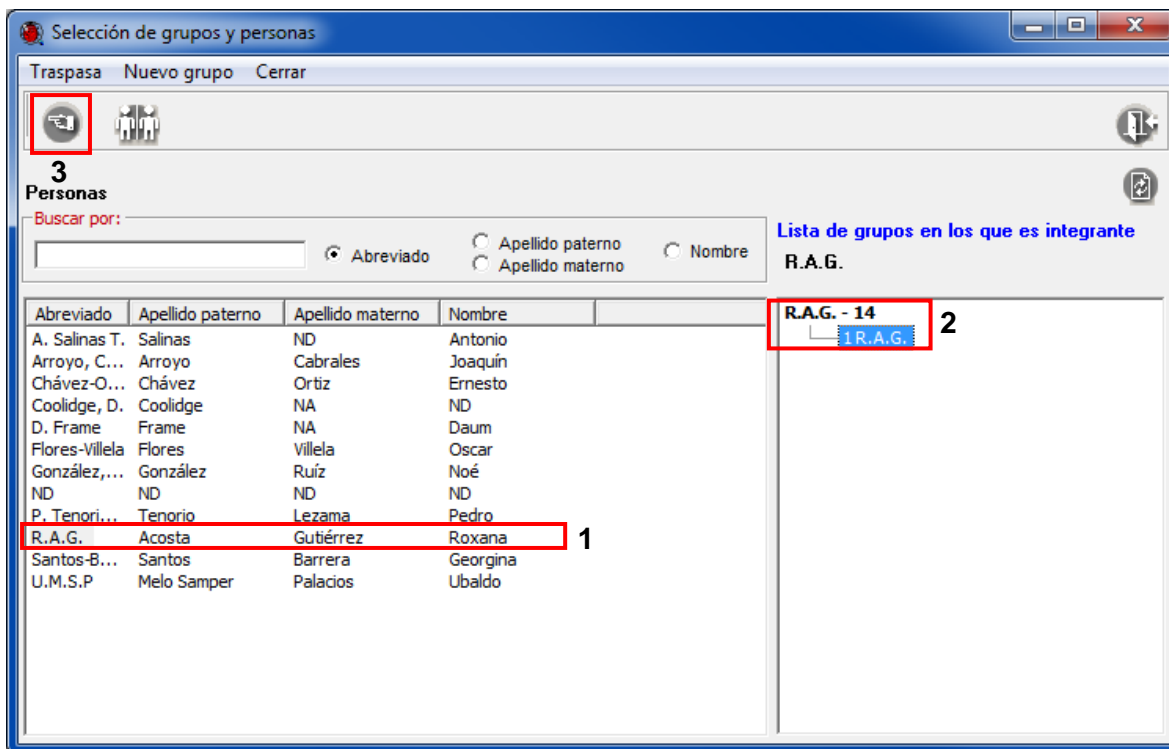 Selección de grupos y personas
Traspasa Nuevo grupo Cerrar
3
Personas
Buscar por:
Abreviado
Apellido paterno
Apellido materno
Nombre
Lista de grupos en los que es integrante
R.A.G.
Abreviado Apellido paterno Apellido materno Nombre
A. Salinas T. Salinas ND Antonio
Arroyo, C... Arroyo Cabrales Joaquín
Chávez-O... Chávez Ortiz Ernesto
Coolidge, D. Coolidge NA ND
D. Frame Frame NA Daum
Flores-Villela Flores Villela Oscar
González,... González Ruíz Noé
ND ND ND ND
P. Tenori... Tenorio Lezama Pedro
R.A.G. Acosta Gutiérrez Roxana 1
Santos-B... Santos Barrera Georgina
U.M.S.P Melo Samper Palacios Ubaldo
R.A.G. - 14
1 R.A.G.
2